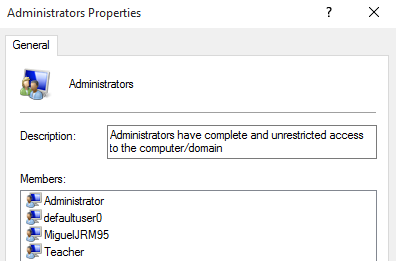 Administrators Properties
?
General
Administrators
Description:
Administrators have complete and unrestricted access
to the computer/domain
Members:
Administrator
defaultuser0
MiguelJRM95
Teacher